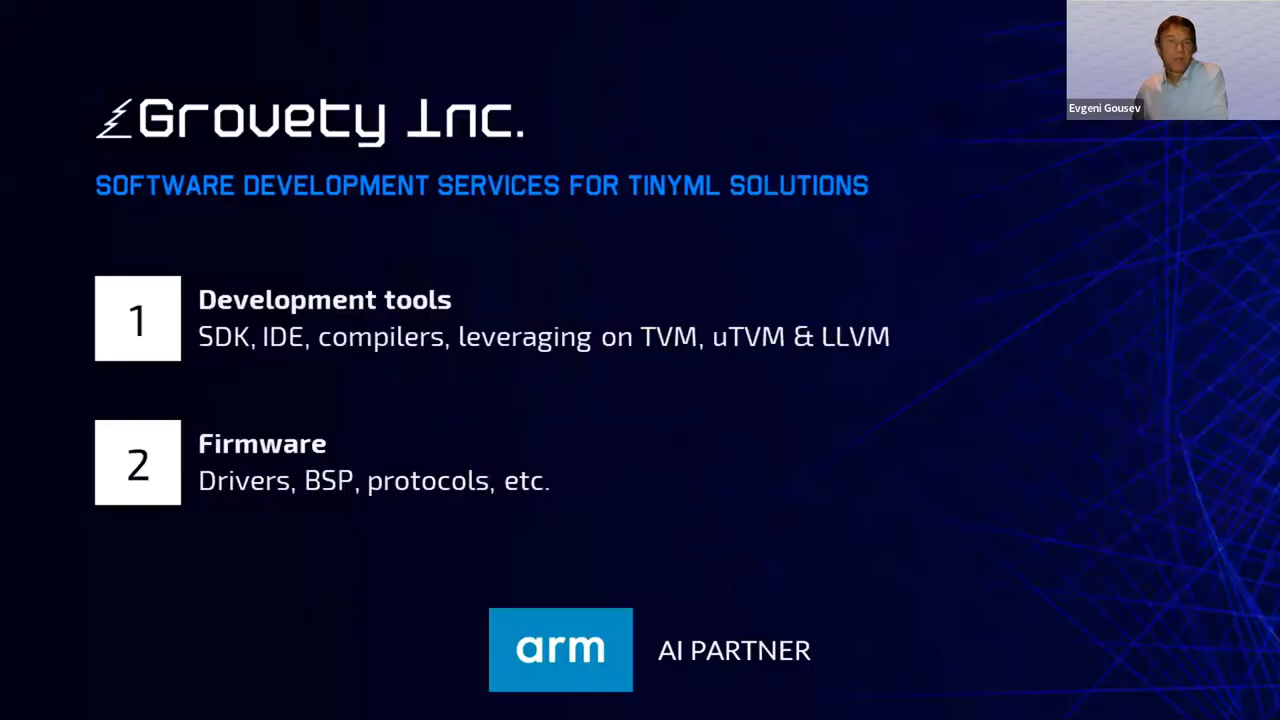 Evgeni Gousev
Grovety Inc.
SOFTWARE DEVELOPMENT SERVICES FOR TINYML SOLUTIONS
1
Development tools
SDK, IDE, compilers, leveraging on TVM, uTVM & LLVM
2
Firmware
Drivers, BSP, protocols, etc.
arm
AI PARTNER